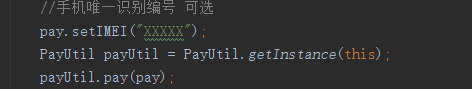 //手机唯一识别编号 可选
pay.setIMEI("XXXXX");
PayUtil payUtil = PayUtil.getInstance(this);
payUtil.pay(pay);